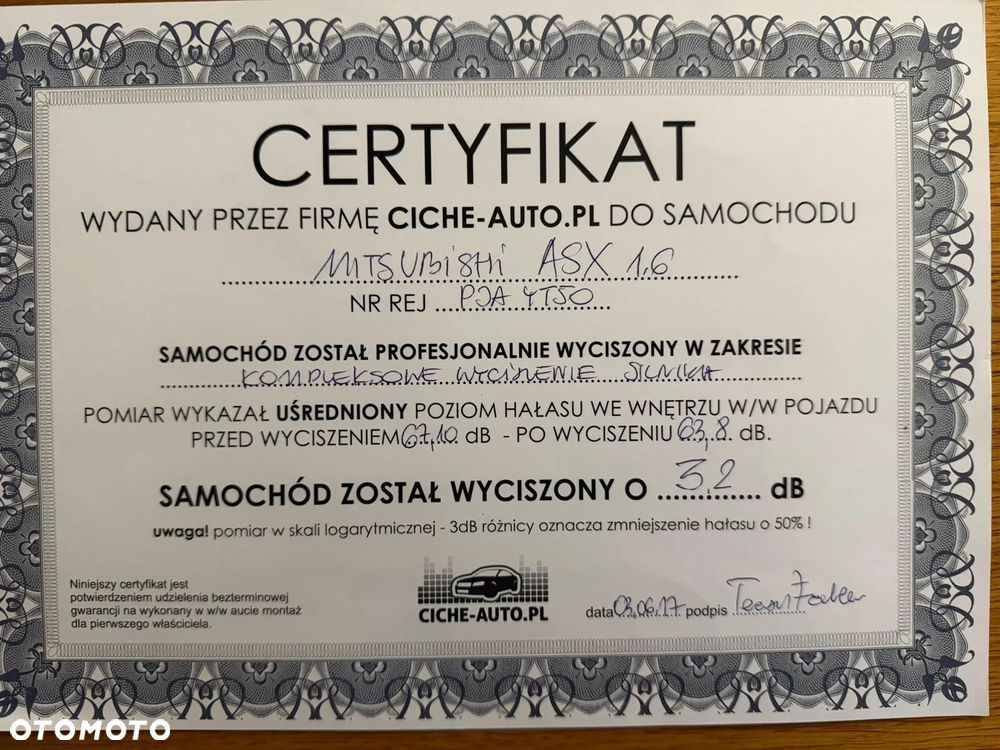 CERTYFIKAT
WYDANY PRZEZ FIRMĘ CICHE-AUTO.PL DO SAMOCHODU
MITSUBISHI ASX 1.6
NR REJ ... PJA YT50 ...
SAMOCHÓD ZOSTAŁ PROFESJONALNIE WYCISZONY W ZAKRESIE
KOMPLEKSOWE WYCISZENIE SILNIKA
POMIAR WYKAZAŁ UŚREDNIONY POZIOM HAŁASU WE WNĘTRZU W/W POJAZDU
PRZED WYCISZENIEM 67,10 dB - PO WYCISZENIU 63,8 dB.
SAMOCHÓD ZOSTAŁ WYCISZONY O ... 3,2 ... dB
uwaga! pomiar w skali logarytmicznej - 3dB różnicy oznacza zmniejszenie hałasu o 50% !
Niniejszy certyfikat jest
potwierdzeniem udzielenia bezterminowej
gwarancji na wykonany w w/w aucie montaż
dla pierwszego właściciela.
CICHE-AUTO.PL
data 03.06.17 podpis
OTOMOTO